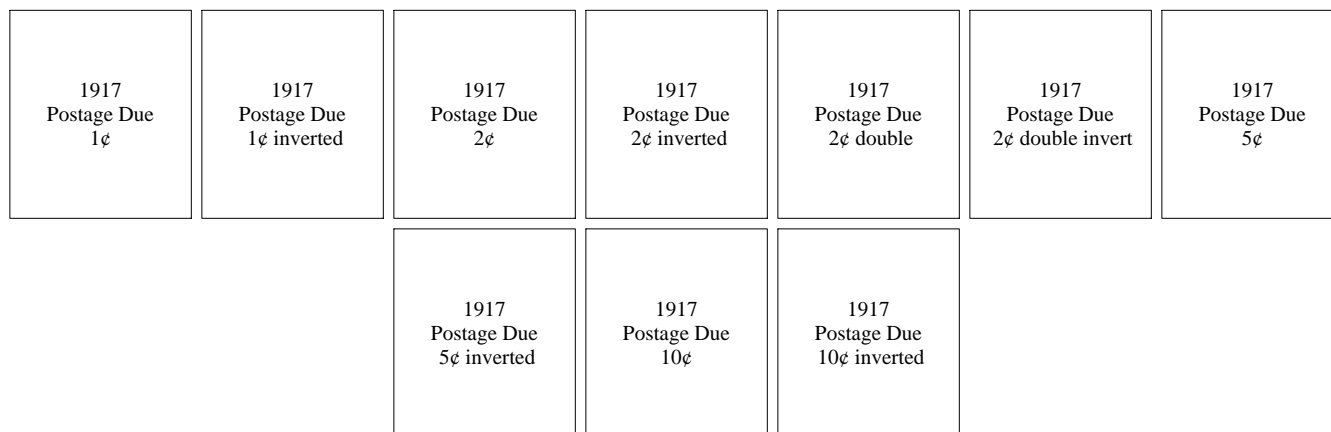 1917
Postage Due
1¢
1917
Postage Due
1¢ inverted
1917
Postage Due
2¢
1917
Postage Due
2¢ inverted
1917
Postage Due
2¢ double
1917
Postage Due
2¢ double invert
1917
Postage Due
5¢
1917
Postage Due
5¢ inverted
1917
Postage Due
10¢
1917
Postage Due
10¢ inverted